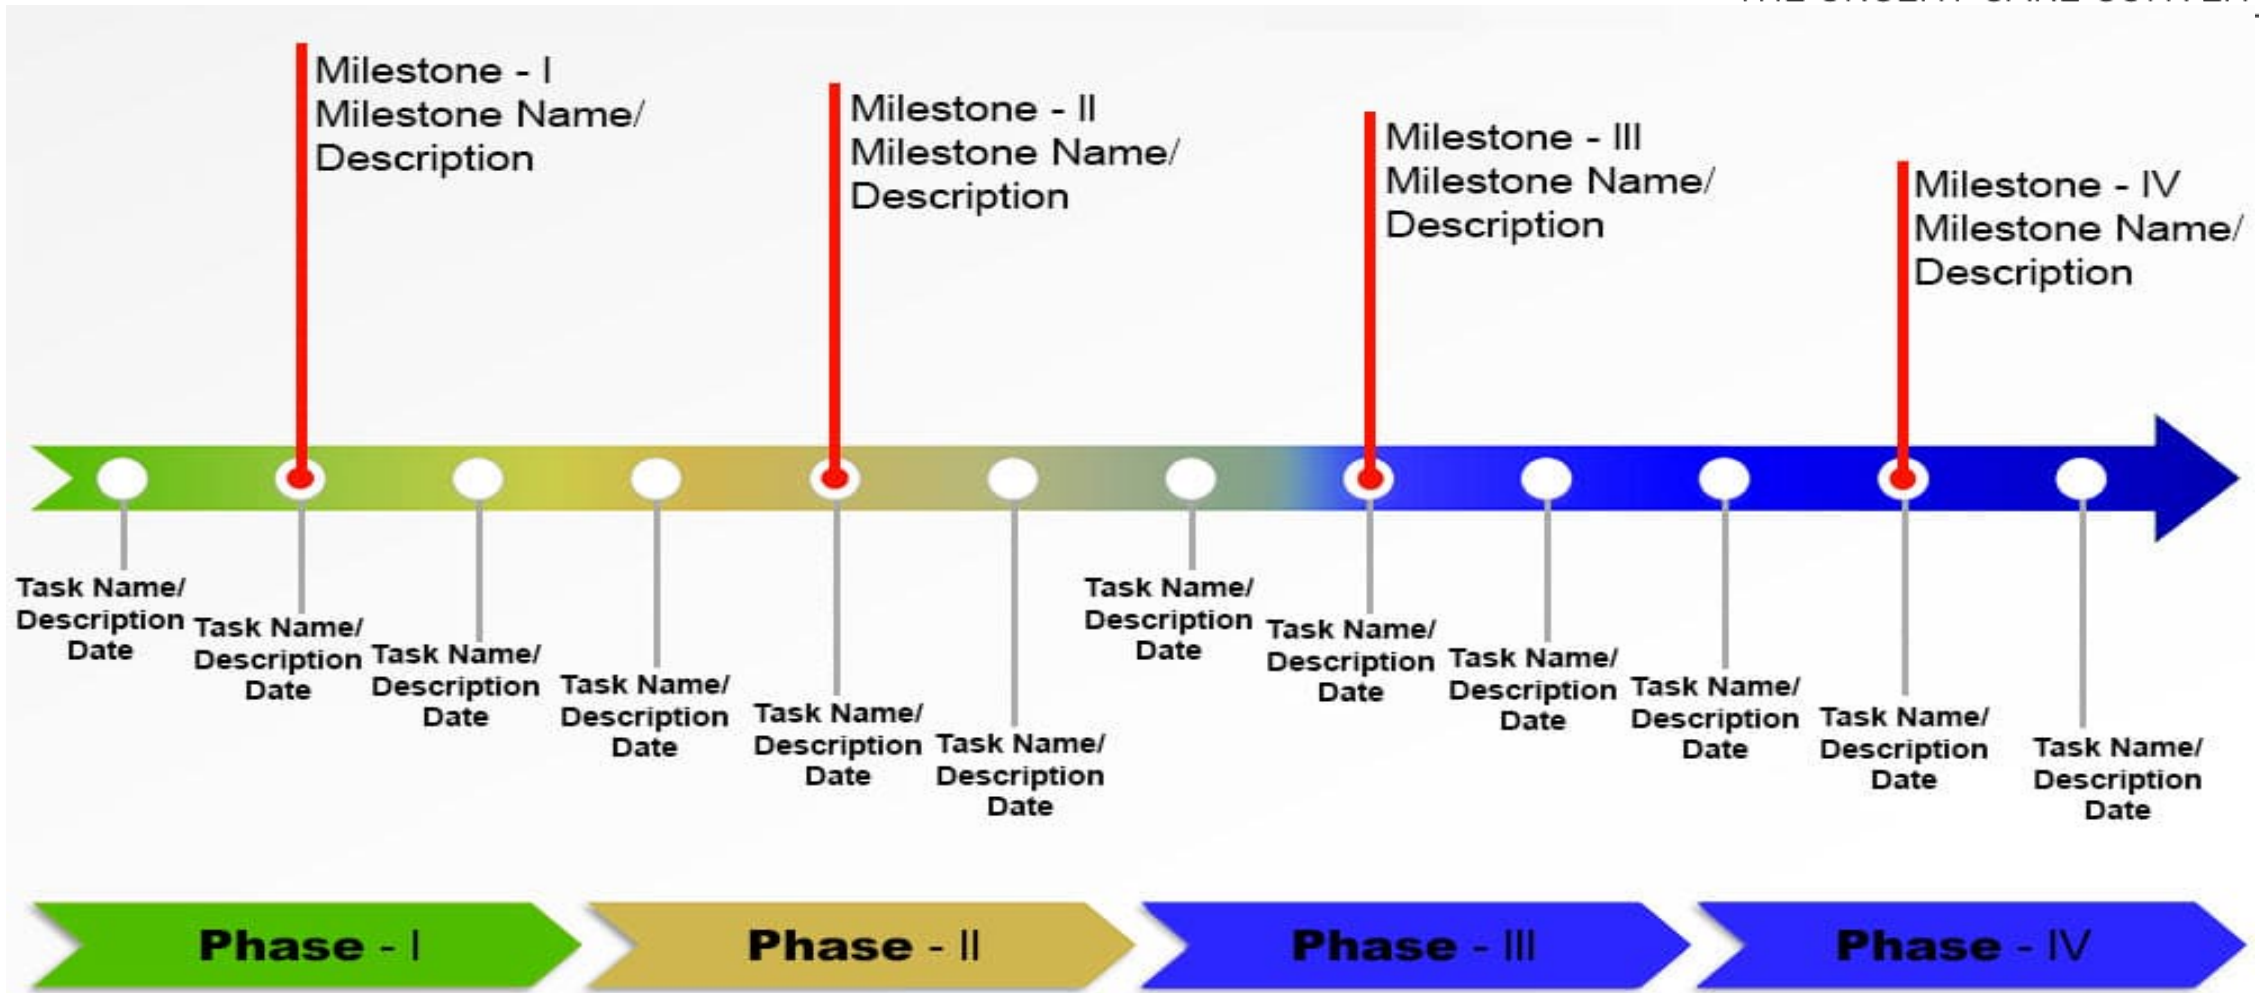 Milestone - I
Milestone Name/
Description
Milestone - II
Milestone Name/
Description
Milestone - III
Milestone Name/
Description
Milestone - IV
Milestone Name/
Description
Task Name/
Description
Date
Task Name/
Description
Date
Task Name/
Description
Date
Task Name/
Description
Date
Task Name/
Description
Date
Task Name/
Description
Date
Task Name/
Description
Date
Task Name/
Description
Date
Task Name/
Description
Date
Task Name/
Description
Date
Task Name/
Description
Date
Task Name/
Description
Date
Phase - I
Phase - II
Phase - III
Phase - IV